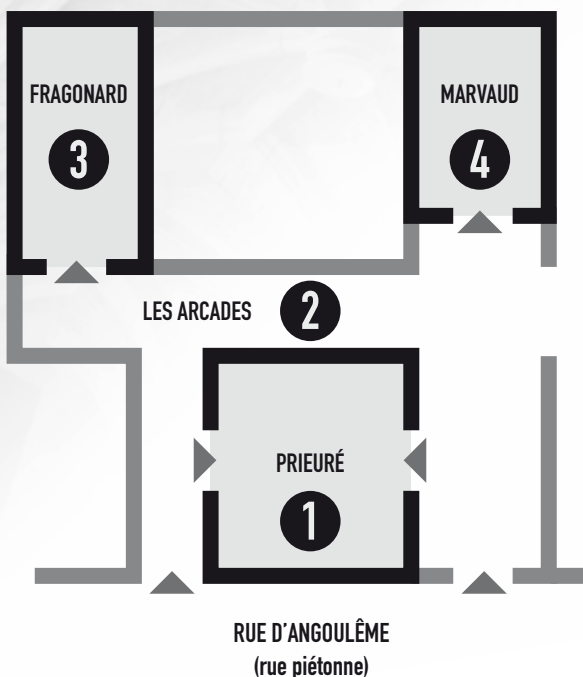 FRAGONARD
3
MARVAUD
4
LES ARCADES 2
PRIEURÉ
1
RUE D'ANGOULÊME
(rue piétonne)